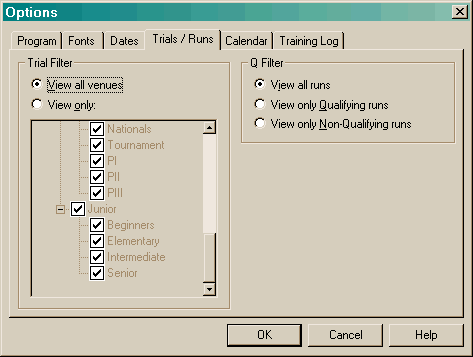 Options
Program Fonts Dates Trials / Runs Calendar Training Log
Trial Filter
View all venues
View only:
Nationals
Tournament
PI
PII
PIII
Junior
Beginners
Elementary
Intermediate
Senior
Q Filter
View all runs
View only Qualifying runs
View only Non-Qualifying runs
OK Cancel Help